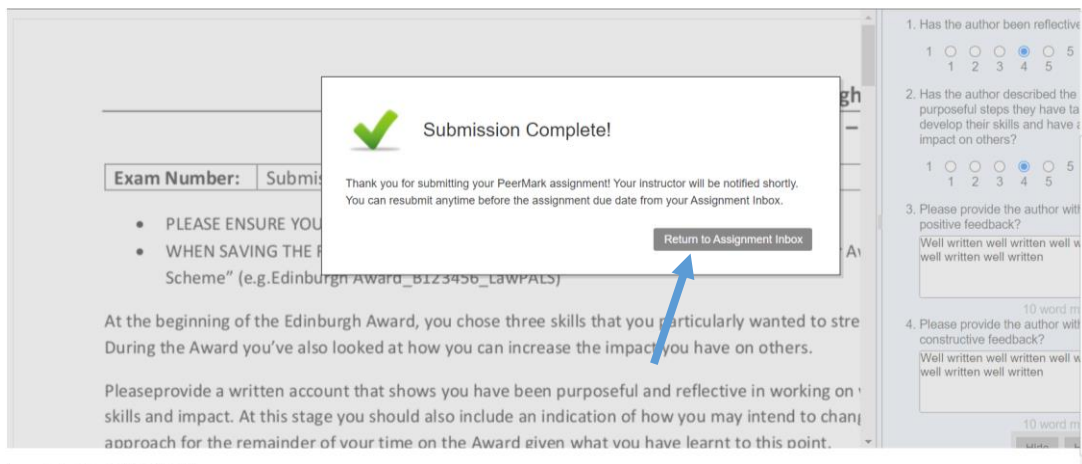 gh
–
Submission Complete!
Thank you for submitting your PeerMark assignment! Your instructor will be notified shortly.
You can resubmit anytime before the assignment due date from your Assignment Inbox.
Return to Assignment Inbox
Exam Number: Submis
• PLEASE ENSURE YOU
• WHEN SAVING THE F
Scheme" (e.g.Edinburgh Award_B123456_LawPALS)
At the beginning of the Edinburgh Award, you chose three skills that you particularly wanted to stre
During the Award you've also looked at how you can increase the impact you have on others.
Pleaseprovide a written account that shows you have been purposeful and reflective in working on
skills and impact. At this stage you should also include an indication of how you may intend to chang
approach for the remainder of your time on the Award given what you have learnt to this point.
1. Has the author been reflective
1 5
1 2 3 4 5
2. Has the author described the
purposeful steps they have ta
develop their skills and have a
impact on others?
1 5
1 2 3 4 5
3. Please provide the author with
positive feedback?
Well written well written well w
well written well written
10 word m
4. Please provide the author with
constructive feedback?
Well written well written well w
well written well written
10 word m
Hide